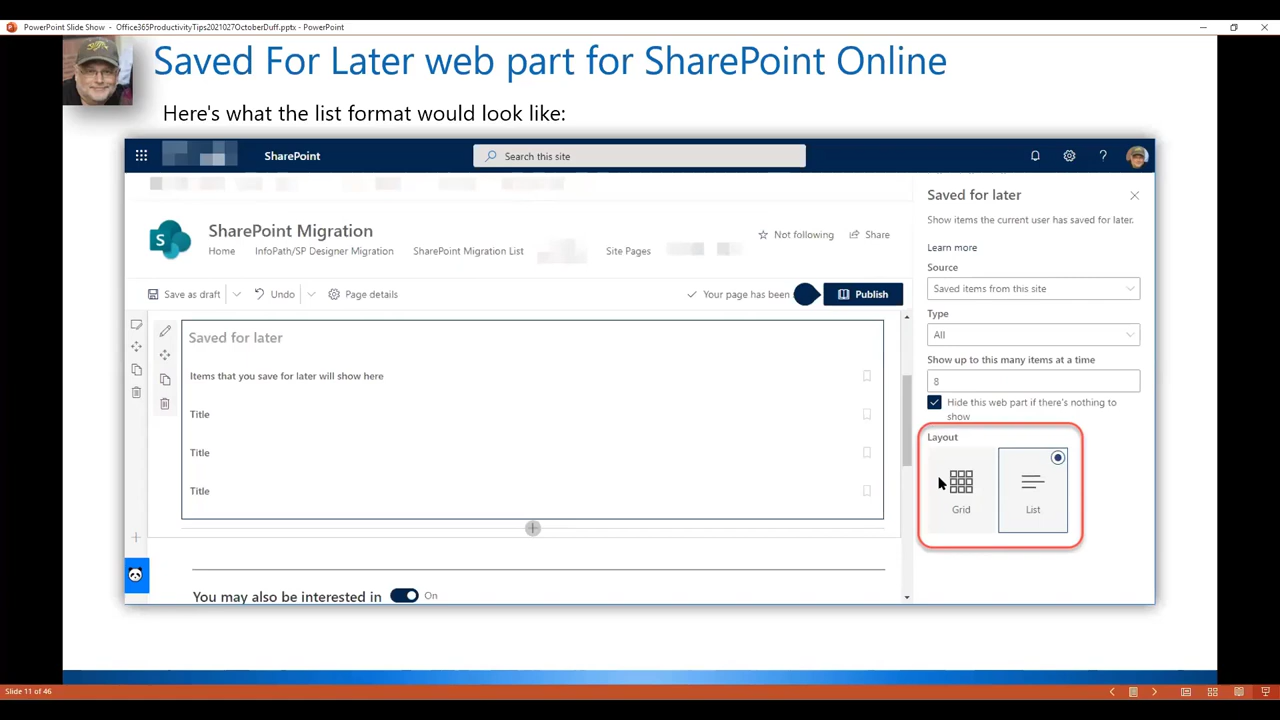 PowerPoint Slide Show - Office365ProductivityTips2021027OctoberDuff.pptx - PowerPoint
Saved For Later web part for SharePoint Online
Here's what the list format would look like:
SharePoint
Search this site
SharePoint Migration
Home
InfoPath/SP Designer Migration
SharePoint Migration List
Site Pages
Not following
Share
Save as draft
Undo
Page details
Your page has been
Publish
Saved for later
Items that you save for later will show here
Title
Title
Title
You may also be interested in
On
Saved for later
Show items the current user has saved for later.
Learn more
Source
Saved items from this site
Type
All
Show up to this many items at a time
8
Hide this web part if there's nothing to
show
Layout
Grid
List
Slide 11 of 46